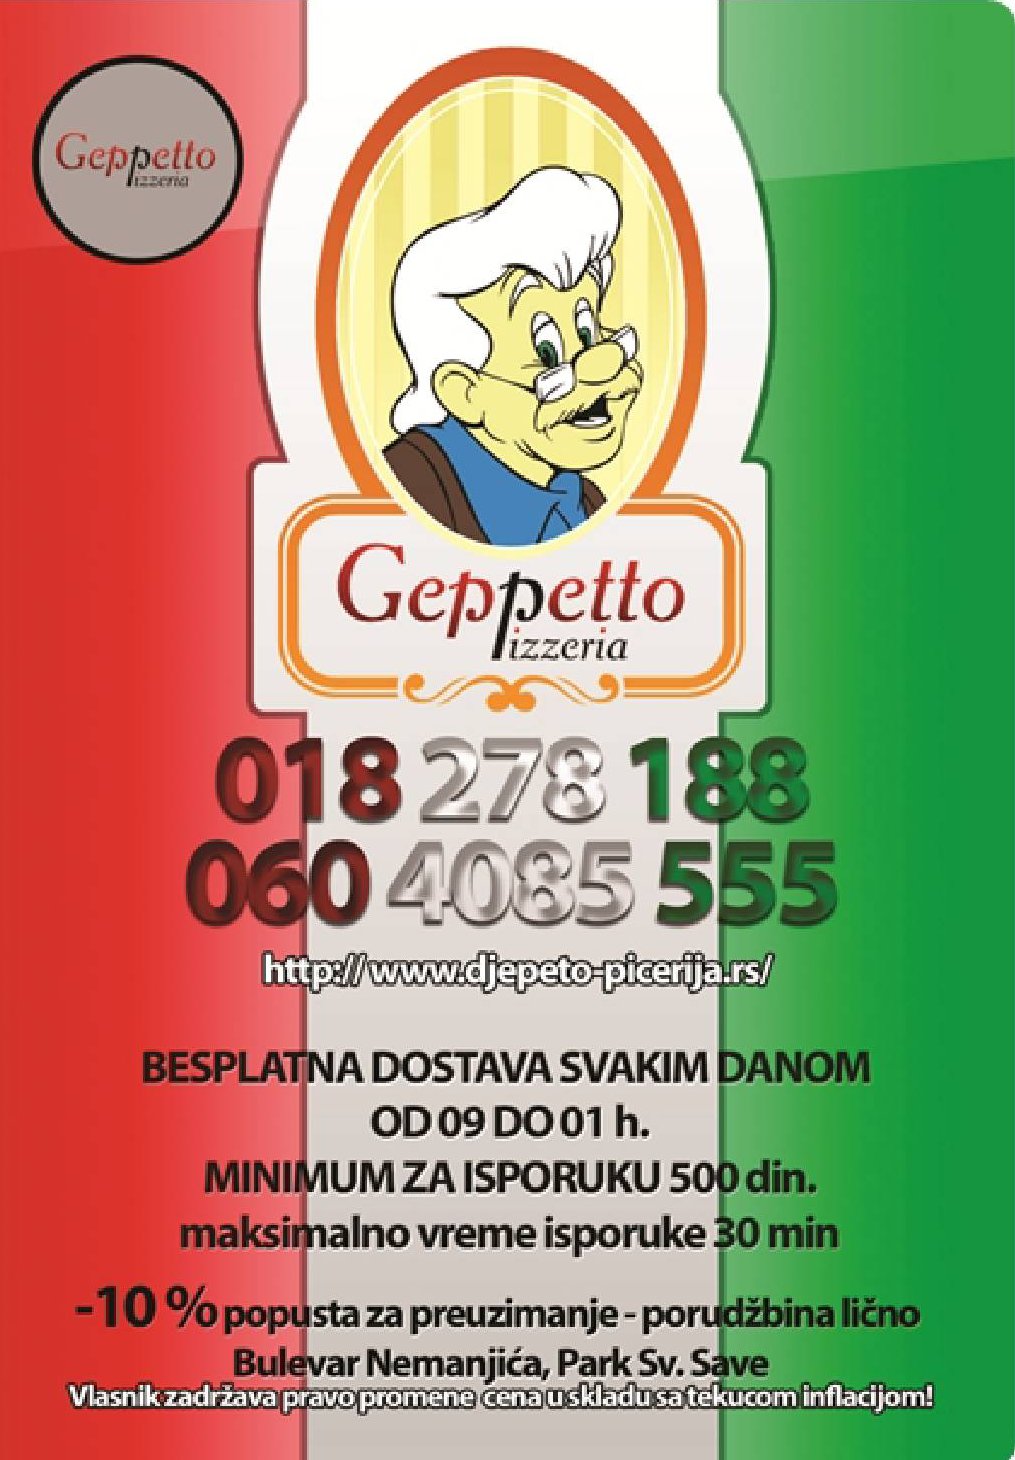 Geppetto
Pizzeria
Geppetto
Pizzeria
018 278 188
060 4085 555
http://www.djepeto-picerija.rs/
BESPLATNA DOSTAVA SVAKIM DANOM
OD 09 DO 01 h.
MINIMUM ZA ISPORUKU 500 din.
maksimalno vreme isporuke 30 min
-10 % popusta za preuzimanje - porudžbina lično
Bulevar Nemanjića, Park Sv. Save
Vlasnik zadržava pravo promene cena u skladu sa tekucom inflacijom!